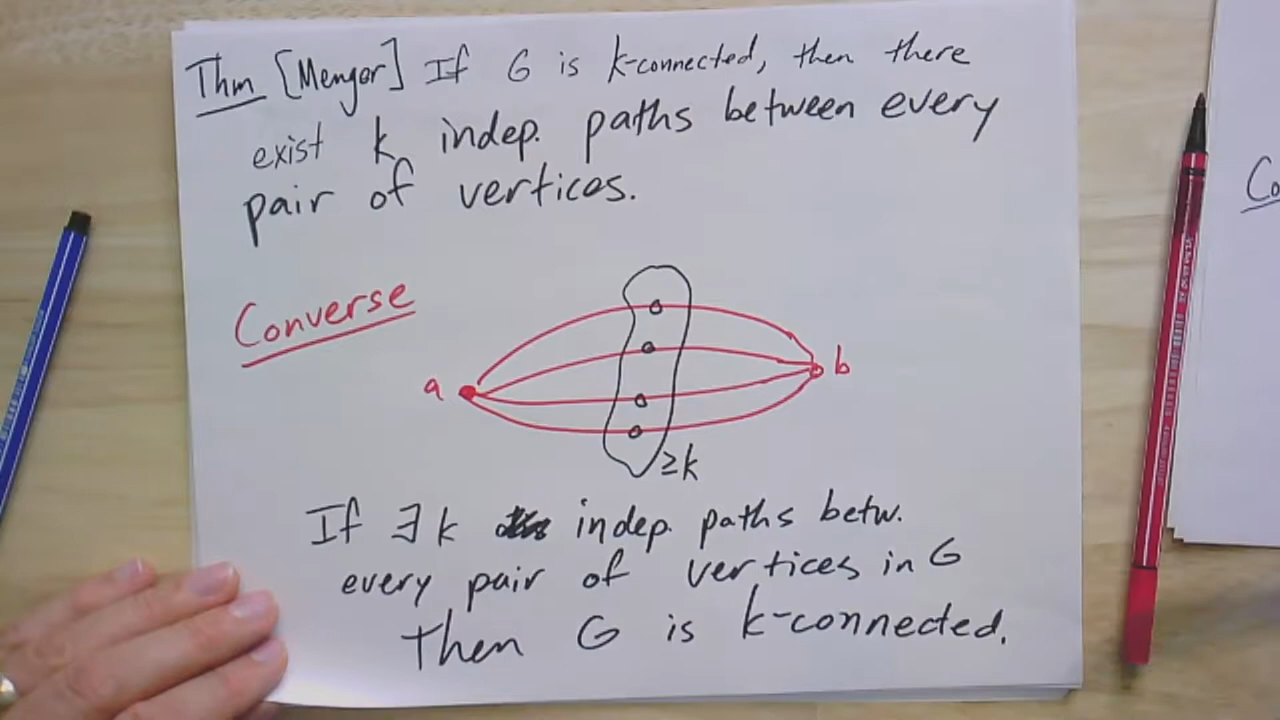 Thm [Menger] If G is k-connected, then there
exist k indep. paths between every
pair of vertices.
Converse
a
b
≥k
If ∃ k indep. paths betw.
every pair of vertices in G
Then G is k-connected.
Co